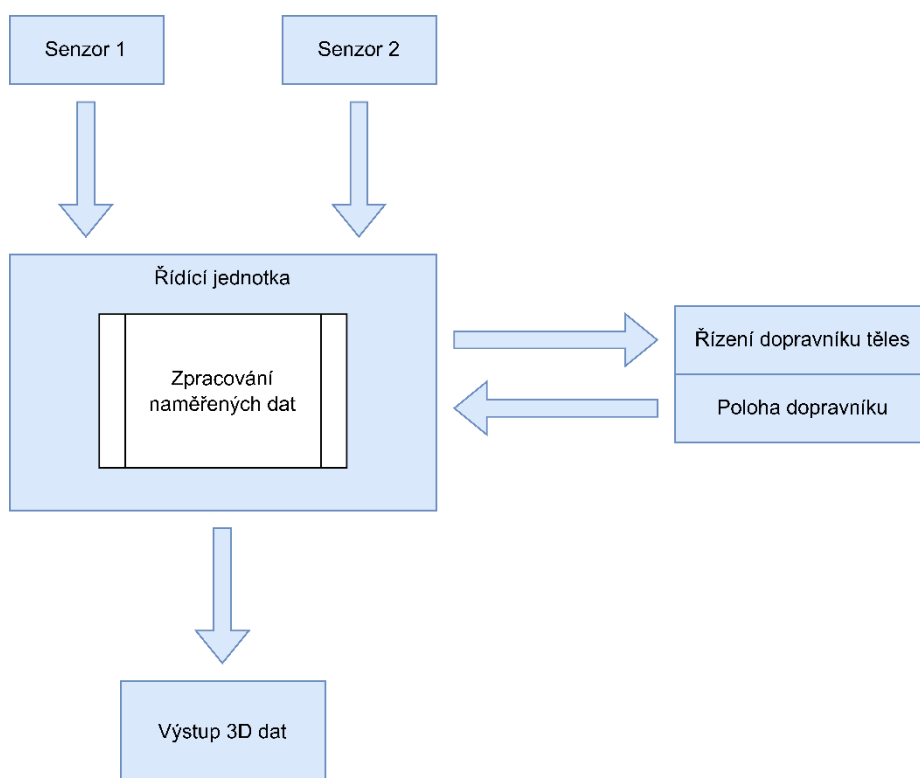 Senzor 1
Senzor 2
Řídící jednotka
Zpracování
naměřených dat
Řízení dopravníku těles
Poloha dopravníku
Výstup 3D dat